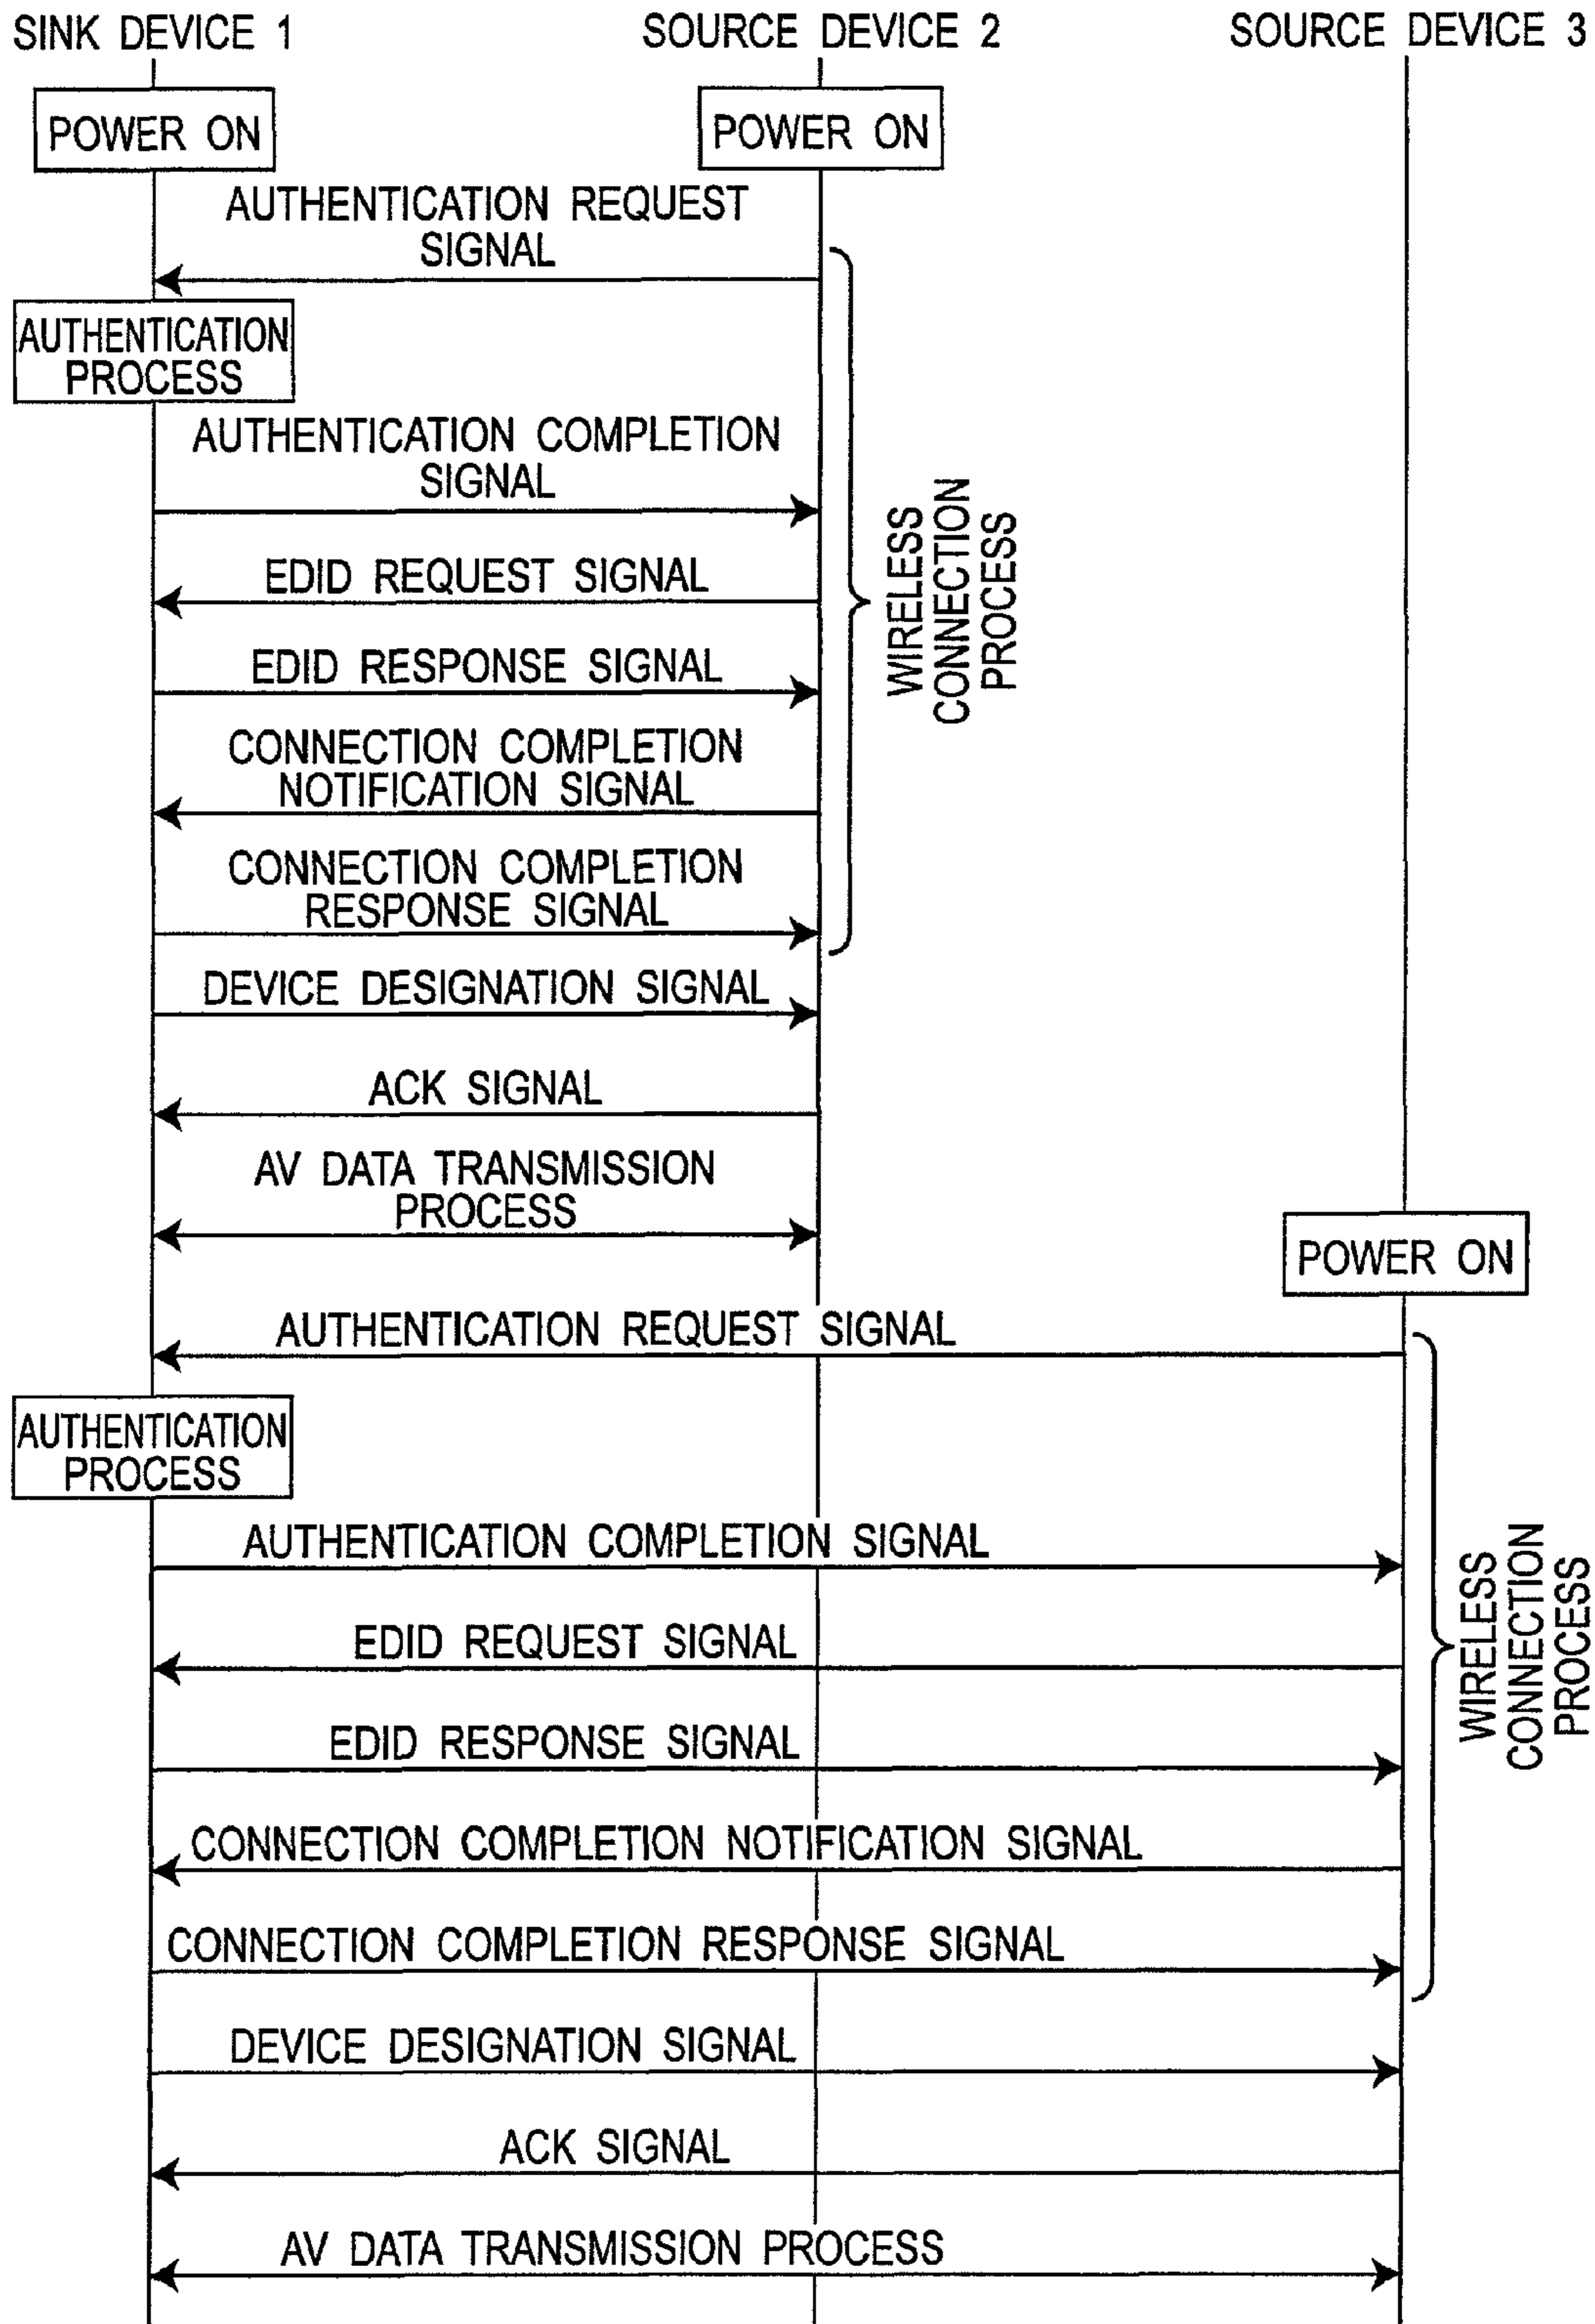 SINK DEVICE 1
SOURCE DEVICE 2
SOURCE DEVICE 3
POWER ON
POWER ON
AUTHENTICATION REQUEST
SIGNAL
AUTHENTICATION
PROCESS
AUTHENTICATION COMPLETION
SIGNAL
EDID REQUEST SIGNAL
EDID RESPONSE SIGNAL
CONNECTION COMPLETION
NOTIFICATION SIGNAL
CONNECTION COMPLETION
RESPONSE SIGNAL
WIRELESS
CONNECTION
PROCESS
DEVICE DESIGNATION SIGNAL
ACK SIGNAL
AV DATA TRANSMISSION
PROCESS
POWER ON
AUTHENTICATION REQUEST SIGNAL
AUTHENTICATION
PROCESS
AUTHENTICATION COMPLETION SIGNAL
EDID REQUEST SIGNAL
EDID RESPONSE SIGNAL
CONNECTION COMPLETION NOTIFICATION SIGNAL
CONNECTION COMPLETION RESPONSE SIGNAL
WIRELESS
CONNECTION
PROCESS
DEVICE DESIGNATION SIGNAL
ACK SIGNAL
AV DATA TRANSMISSION PROCESS